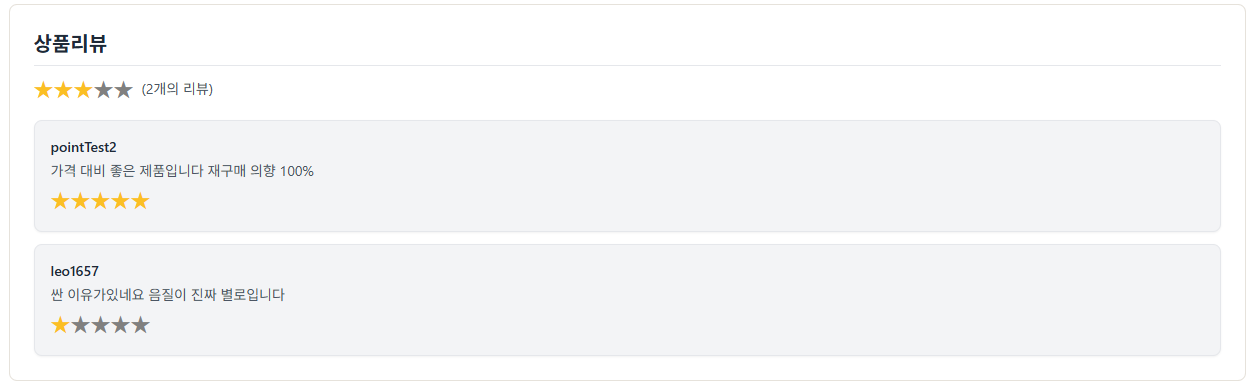 상품리뷰
★★★★★ (2개의 리뷰)
pointTest2
가격 대비 좋은 제품입니다 재구매 의향 100%
★★★★★
leo1657
싼 이유가있네요 음질이 진짜 별로입니다
★★★★★